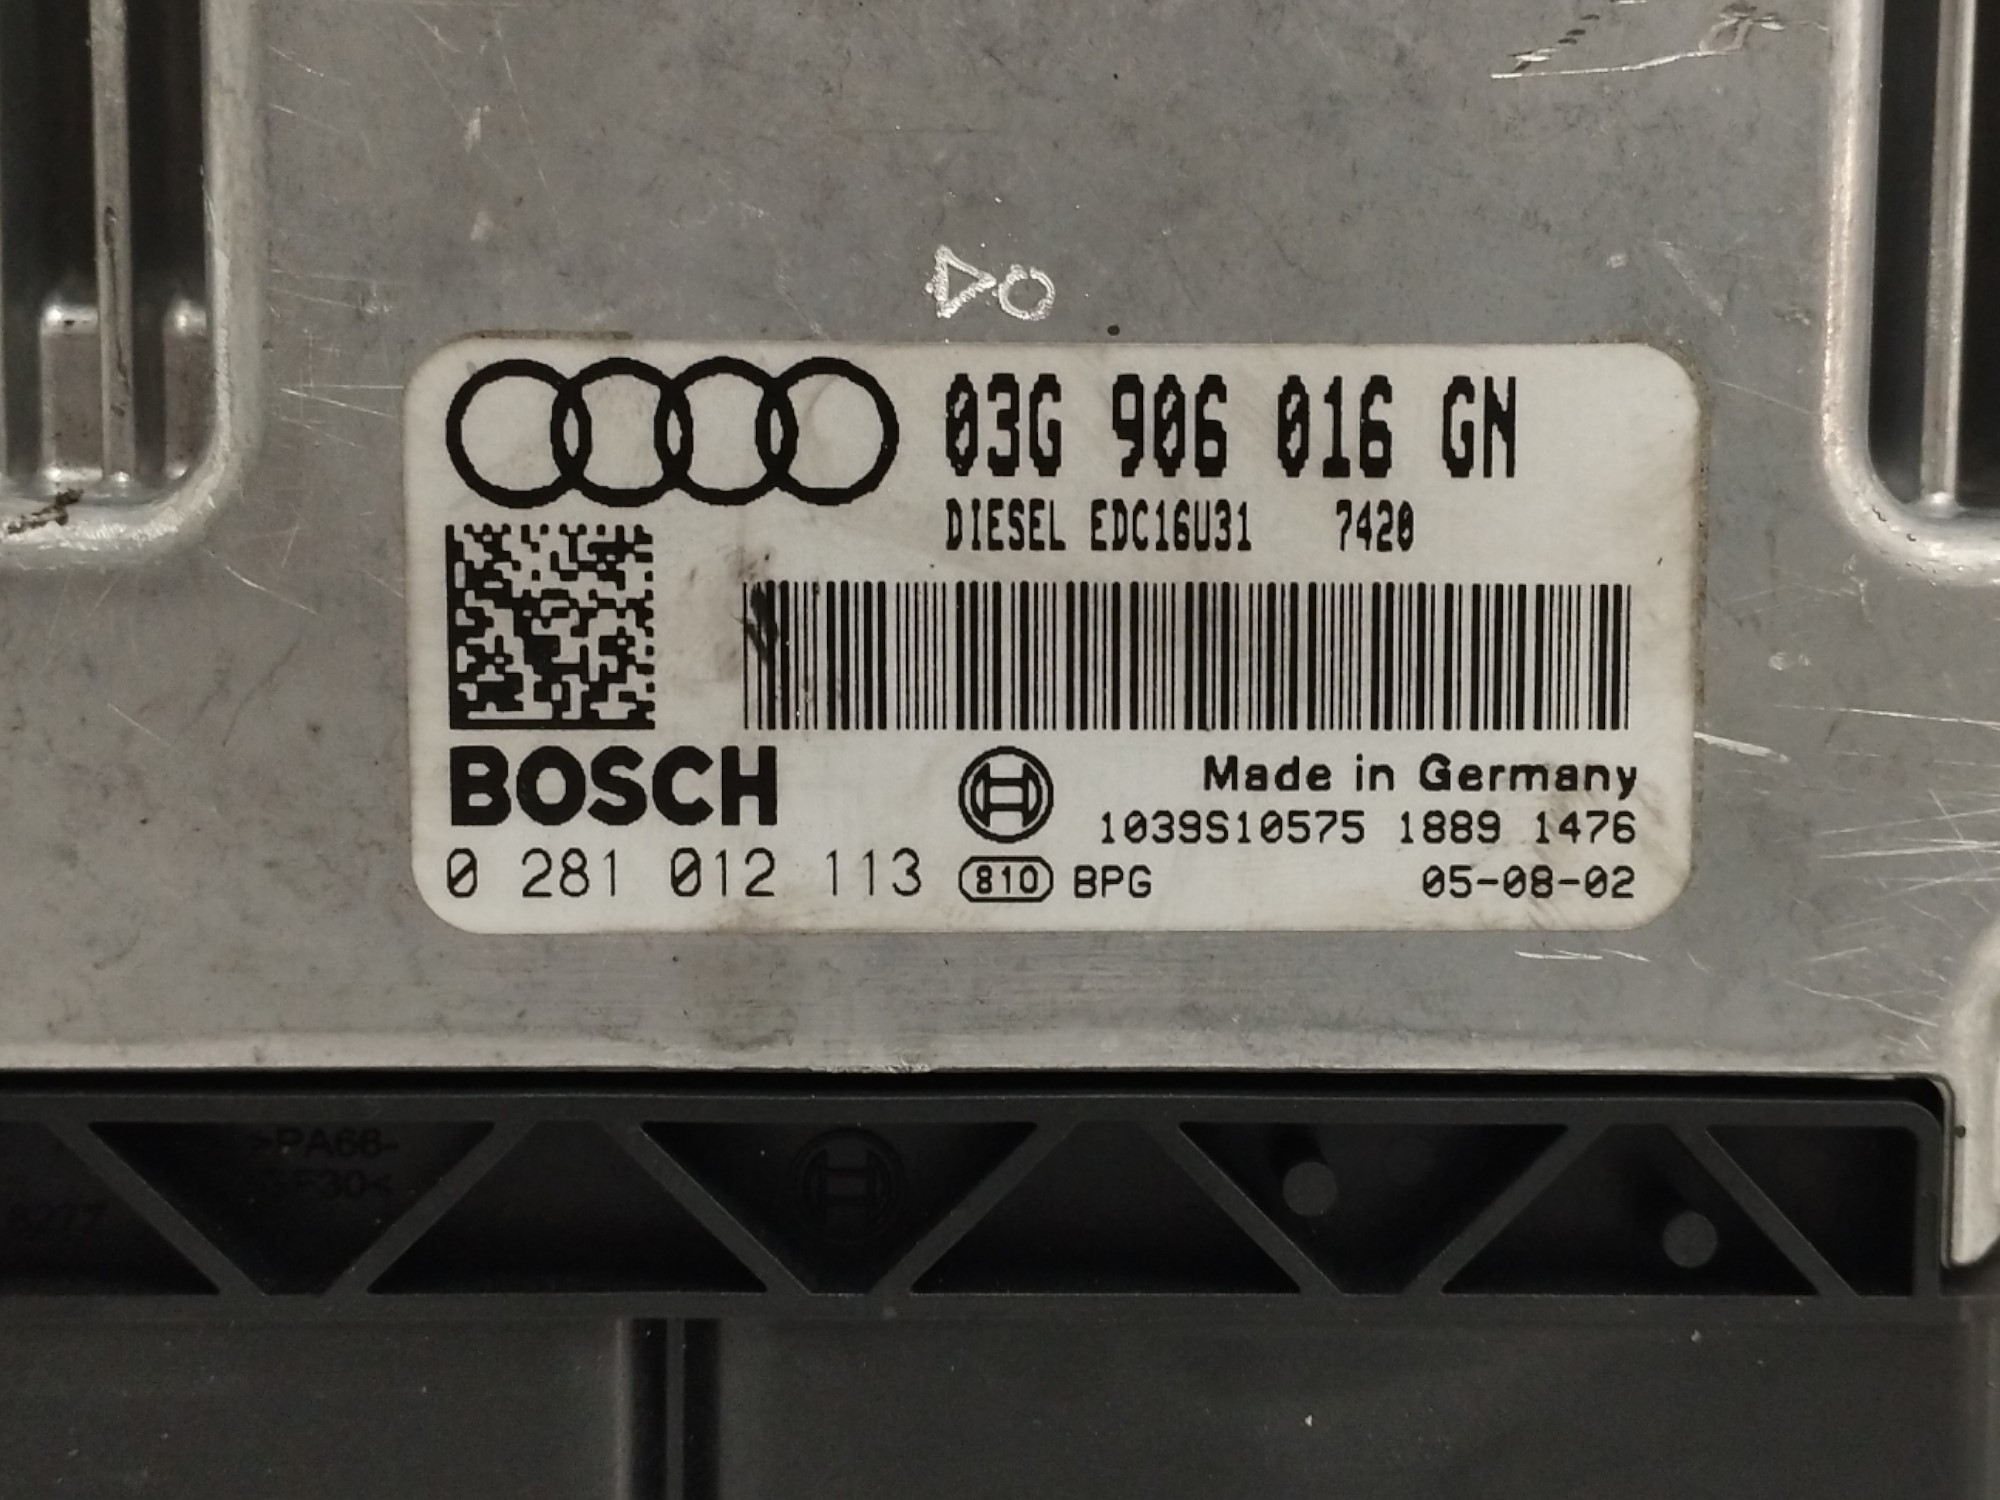 03G 906 016 GN
DIESEL EDC16U31 7420
BOSCH
Made in Germany
1039S10575 1889 1476
0 281 012 113 810 BPG 05-08-02
>PA66-
GF30<